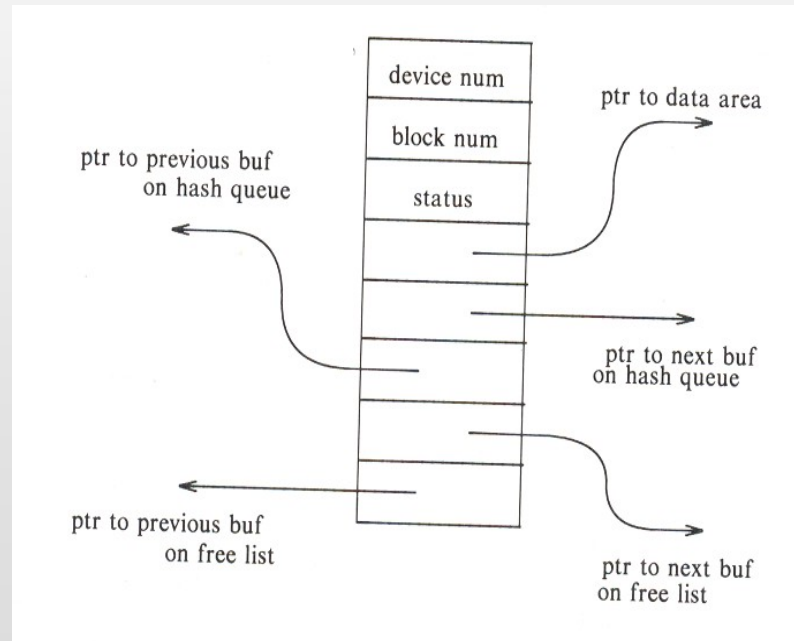 device num
block num
status
ptr to data area
ptr to previous buf
on hash queue
ptr to next buf
on hash queue
ptr to previous buf
on free list
ptr to next buf
on free list